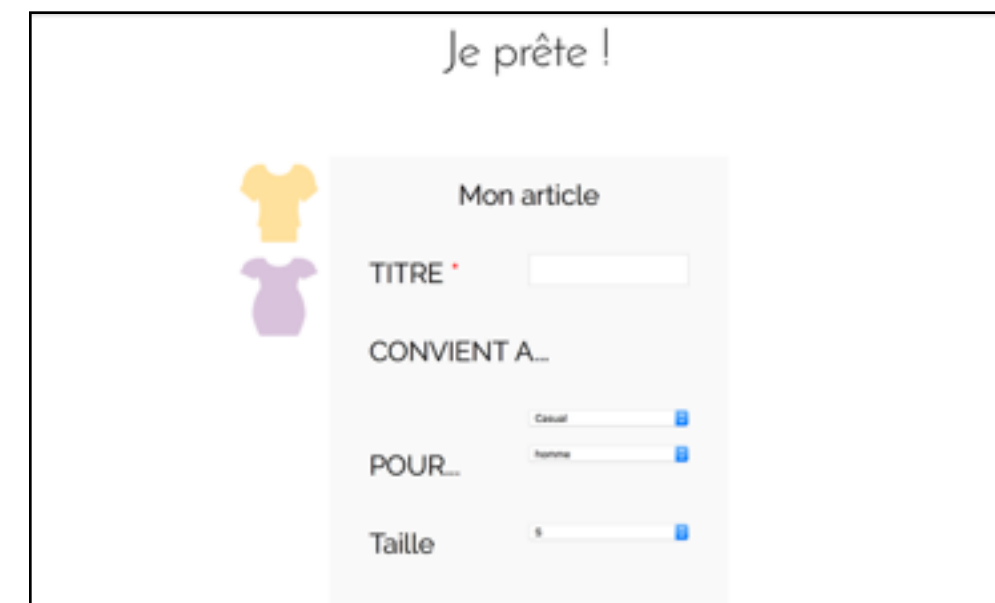 Je prête !
Mon article
TITRE *
CONVIENT A...
Casual
POUR...
homme
Taille
S